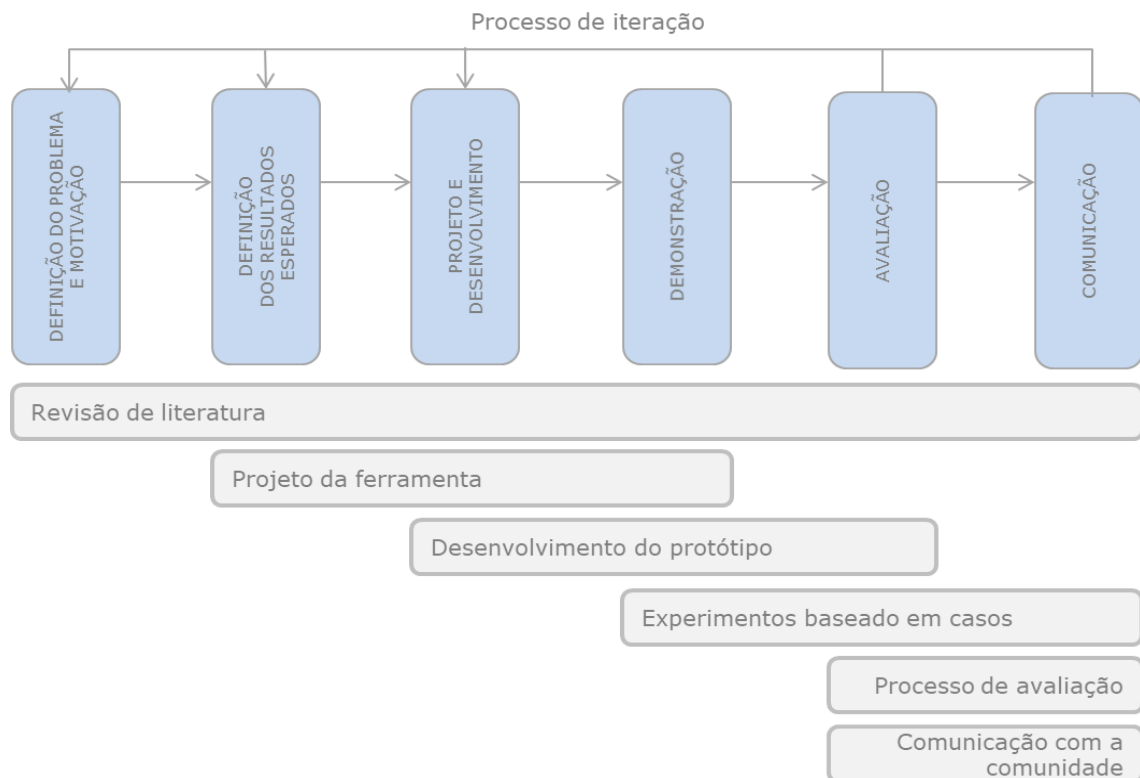 Processo de iteração
DEFINIÇÃO DO PROBLEMA
E MOTIVAÇÃO
DEFINIÇÃO
DOS RESULTADOS
ESPERADOS
PROJETO E
DESENVOLVIMENTO
DEMONSTRAÇÃO
AVALIAÇÃO
COMUNICAÇÃO
Revisão de literatura
Projeto da ferramenta
Desenvolvimento do protótipo
Experimentos baseado em casos
Processo de avaliação
Comunicação com a
comunidade